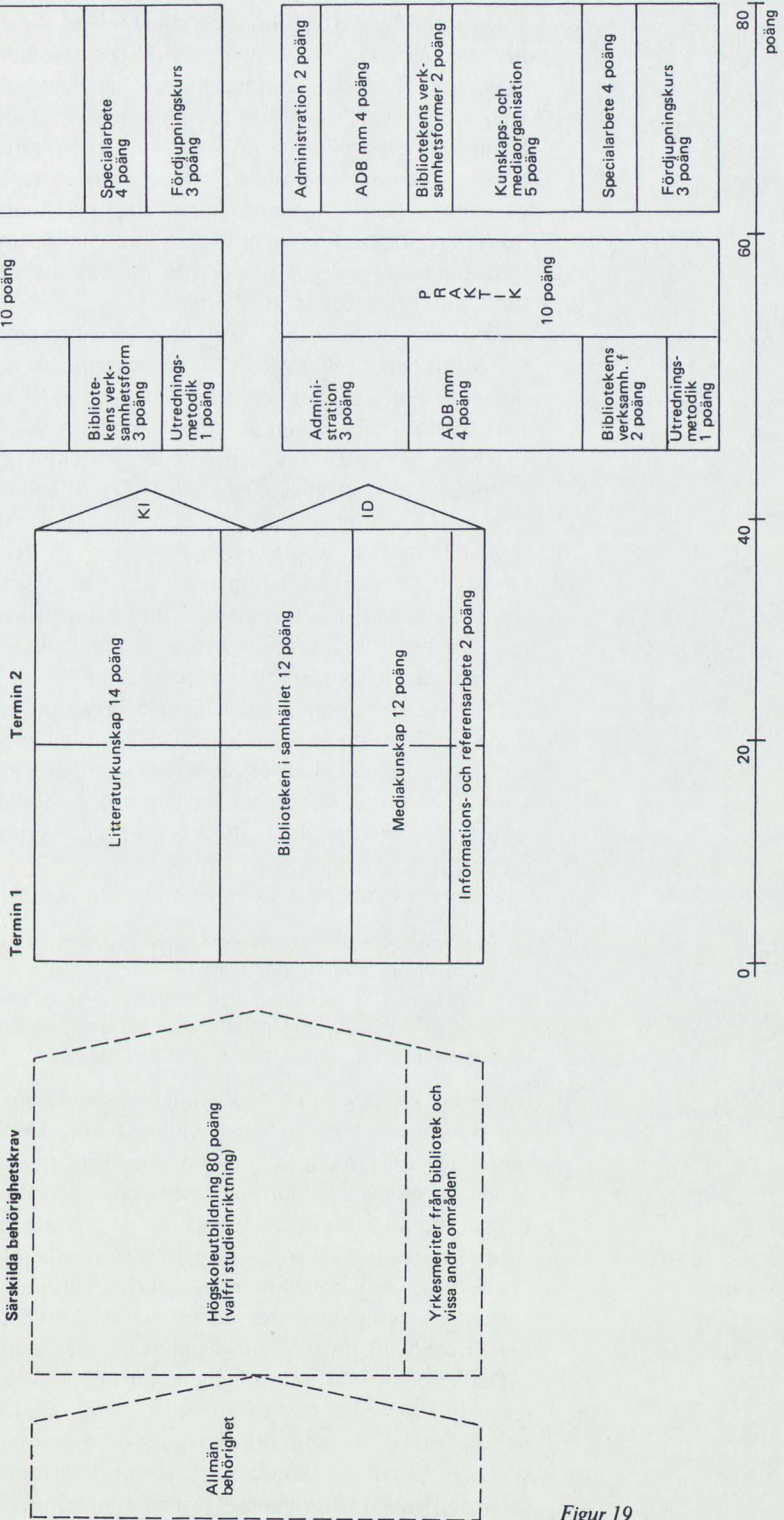 Särskilda behörighetskrav
Allmän
behörighet
Högskoleutbildning 80 poäng
(valfri studieinriktning)
Yrkesmeriter från bibliotek och
vissa andra områden
Termin 1
Termin 2
Litteraturkunskap 14 poäng
Biblioteken i samhället 12 poäng
Mediakunskap 12 poäng
Informations- och referensarbete 2 poäng
KI
ID
Bibliote-
kens verk-
samhetsform
3 poäng
Utrednings-
metodik
1 poäng
10 poäng
Specialarbete
4 poäng
Fördjupningskurs
3 poäng
Admini-
stration
3 poäng
ADB mm
4 poäng
Bibliotekens
verksamh. f
2 poäng
Utrednings-
metodik
1 poäng
PRAKTIK
10 poäng
Administration 2 poäng
ADB mm 4 poäng
Bibliotekens verk-
samhetsformer 2 poäng
Kunskaps- och
mediaorganisation
5 poäng
Specialarbete 4 poäng
Fördjupningskurs
3 poäng
0
20
40
60
80
poäng
Figur 19